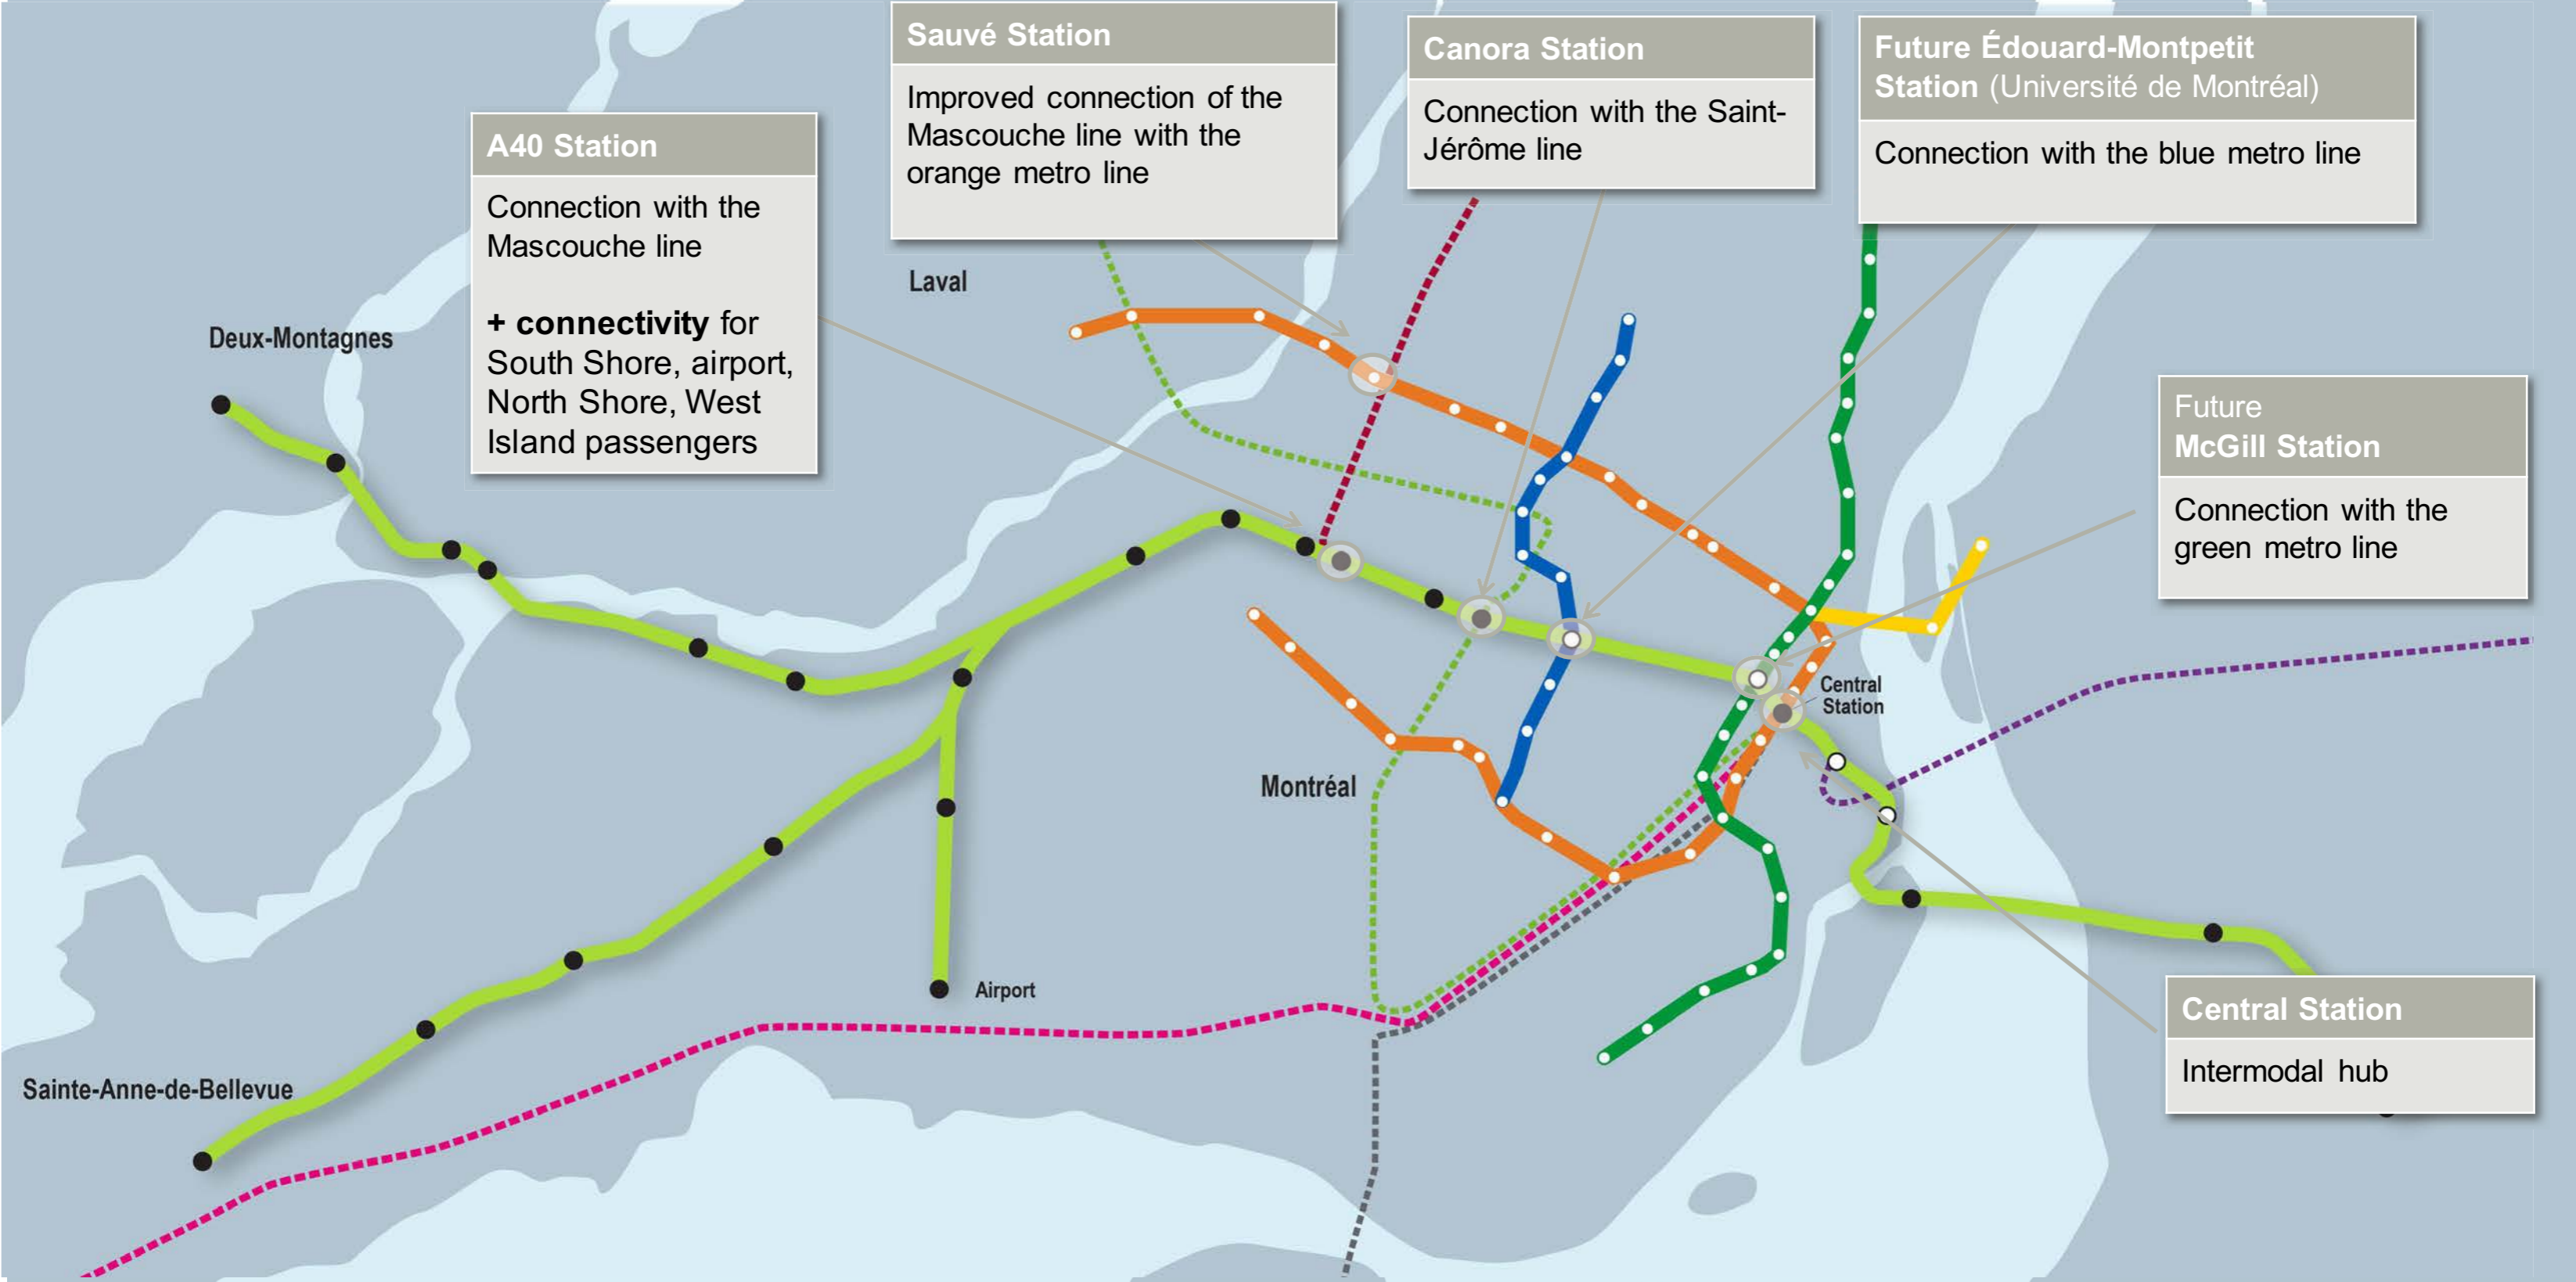 Sauvé Station
Improved connection of the
Mascouche line with the
orange metro line
Canora Station
Connection with the Saint-
Jérôme line
Future Édouard-Montpetit
Station (Université de Montréal)
Connection with the blue metro line
A40 Station
Connection with the
Mascouche line
+ connectivity for
South Shore, airport,
North Shore, West
Island passengers
Laval
Deux-Montagnes
Future
McGill Station
Connection with the
green metro line
Central
Station
Montréal
Airport
Central Station
Intermodal hub
Sainte-Anne-de-Bellevue